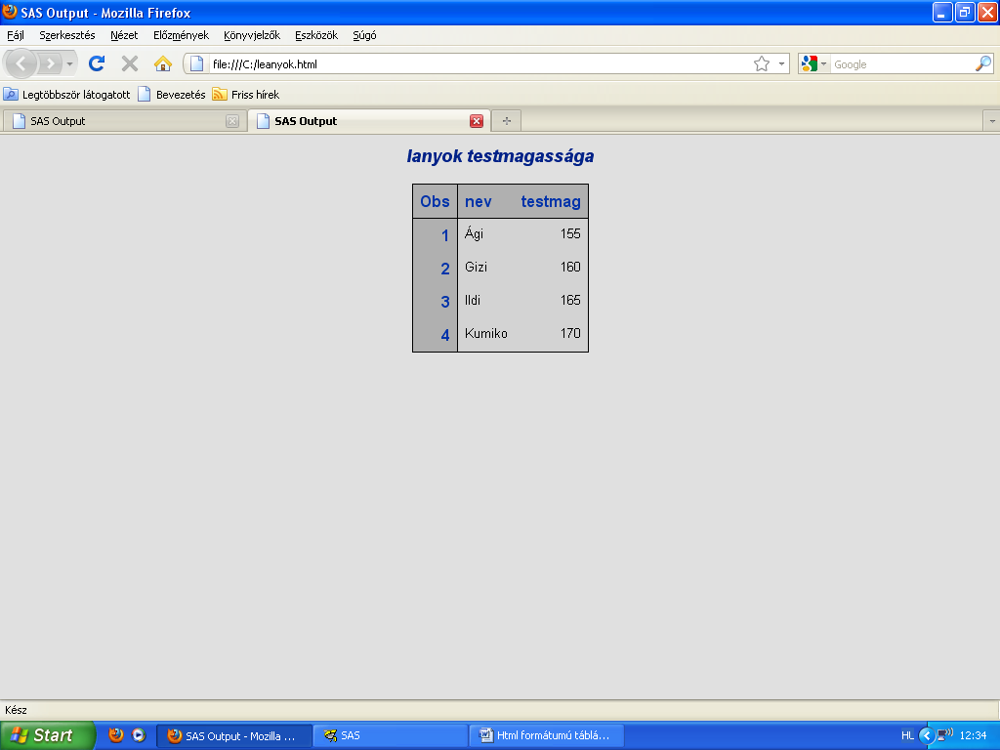 SAS Output - Mozilla Firefox
Fájl Szerkesztés Nézet Előzmények Könyvjelzők Eszközök Súgó
file:///C:/leanyok.html Google
Legtöbbször látogatott Bevezetés Friss hírek
SAS Output SAS Output
lanyok testmagassága
Obs nev testmag
1 Ági 155
2 Gizi 160
3 Ildi 165
4 Kumiko 170
Kész
Start SAS Output - Mozilla ... SAS Html formátumú táblá... HL 12:34